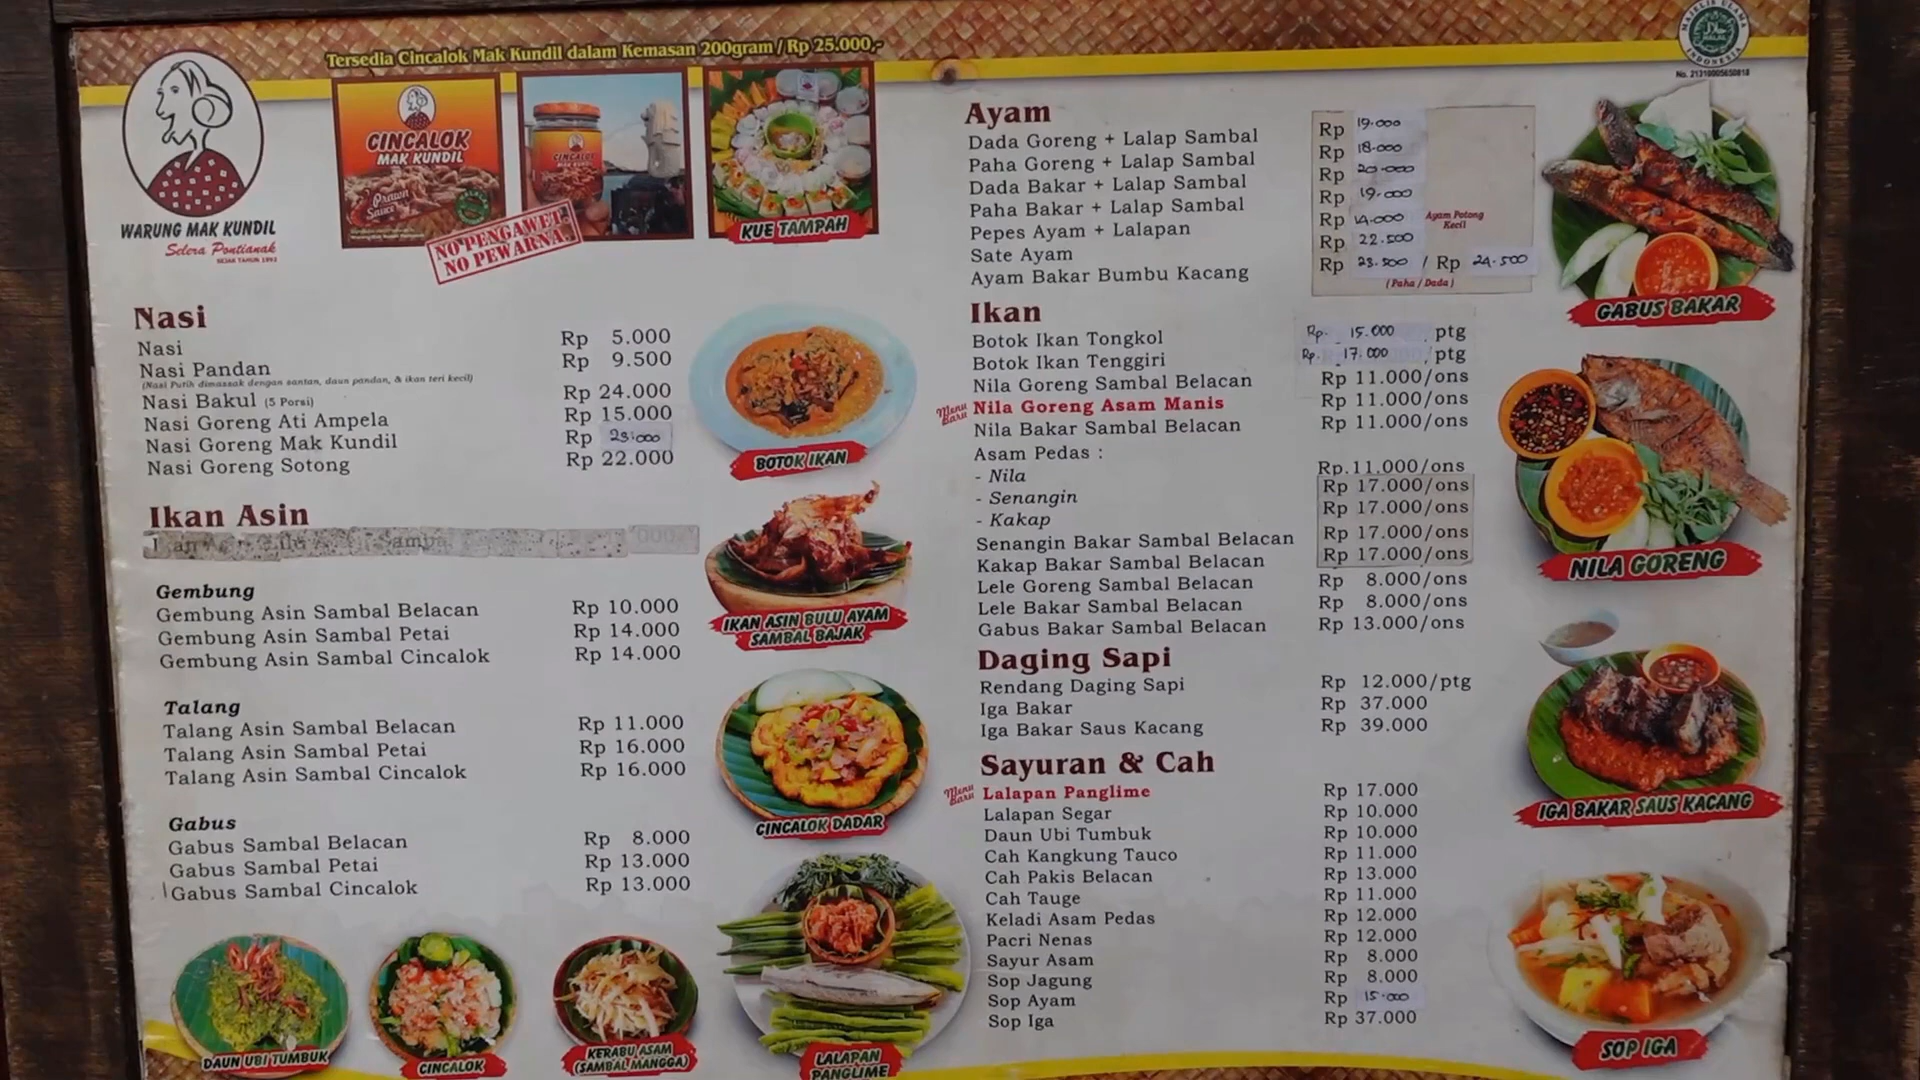 Tersedia Cincalok Mak Kundil dalam Kemasan 200gram / Rp 25.000,-
WARUNG MAK KUNDIL
Selera Pontianak
SEJAK TAHUN 1992
CINCALOK
MAK KUNDIL
Prawn
Sauce
CINCALOK
MAK KUNDIL
NO PENGAWET!
NO PEWARNA!
KUE TAMPAH
Nasi
Nasi Rp 5.000
Nasi Pandan Rp 9.500
(Nasi Putih dimassak dengan santan, daun pandan, & ikan teri kecil)
Nasi Bakul (5 Porsi) Rp 24.000
Nasi Goreng Ati Ampela Rp 15.000
Nasi Goreng Mak Kundil Rp 23.000
Nasi Goreng Sotong Rp 22.000
BOTOK IKAN
Ikan Asin
Gembung
Gembung Asin Sambal Belacan Rp 10.000
Gembung Asin Sambal Petai Rp 14.000
Gembung Asin Sambal Cincalok Rp 14.000
IKAN ASIN BULU AYAM
SAMBAL BAJAK
Talang
Talang Asin Sambal Belacan Rp 11.000
Talang Asin Sambal Petai Rp 16.000
Talang Asin Sambal Cincalok Rp 16.000
CINCALOK DADAR
Gabus
Gabus Sambal Belacan Rp 8.000
Gabus Sambal Petai Rp 13.000
Gabus Sambal Cincalok Rp 13.000
DAUN UBI TUMBUK
CINCALOK
KERABU ASAM
(SAMBAL MANGGA)
LALAPAN
PANGLIME
Ayam
Dada Goreng + Lalap Sambal Rp 19.000
Paha Goreng + Lalap Sambal Rp 18.000
Dada Bakar + Lalap Sambal Rp 20.000
Paha Bakar + Lalap Sambal Rp 19.000
Pepes Ayam + Lalapan Rp 14.000
Ayam Potong
Kecil
Sate Ayam Rp 22.500
Ayam Bakar Bumbu Kacang Rp 23.500 / Rp 24.500
(Paha / Dada)
Ikan
Botok Ikan Tongkol Rp. 15.000 ptg
Botok Ikan Tenggiri Rp. 17.000 /ptg
Nila Goreng Sambal Belacan Rp 11.000/ons
Menu
Baru
Nila Goreng Asam Manis Rp 11.000/ons
Nila Bakar Sambal Belacan Rp 11.000/ons
Asam Pedas :
- Nila Rp.11.000/ons
- Senangin Rp 17.000/ons
- Kakap Rp 17.000/ons
Senangin Bakar Sambal Belacan Rp 17.000/ons
Kakap Bakar Sambal Belacan Rp 17.000/ons
Lele Goreng Sambal Belacan Rp 8.000/ons
Lele Bakar Sambal Belacan Rp 8.000/ons
Gabus Bakar Sambal Belacan Rp 13.000/ons
Daging Sapi
Rendang Daging Sapi Rp 12.000/ptg
Iga Bakar Rp 37.000
Iga Bakar Saus Kacang Rp 39.000
Sayuran & Cah
Menu
Baru
Lalapan Panglime Rp 17.000
Lalapan Segar Rp 10.000
Daun Ubi Tumbuk Rp 10.000
Cah Kangkung Tauco Rp 11.000
Cah Pakis Belacan Rp 13.000
Cah Tauge Rp 11.000
Keladi Asam Pedas Rp 12.000
Pacri Nenas Rp 12.000
Sayur Asam Rp 8.000
Sop Jagung Rp 8.000
Sop Ayam Rp 15.000
Sop Iga Rp 37.000
MAJELIS ULAMA
INDONESIA
HALAL
GABUS BAKAR
NILA GORENG
IGA BAKAR SAUS KACANG
SOP IGA